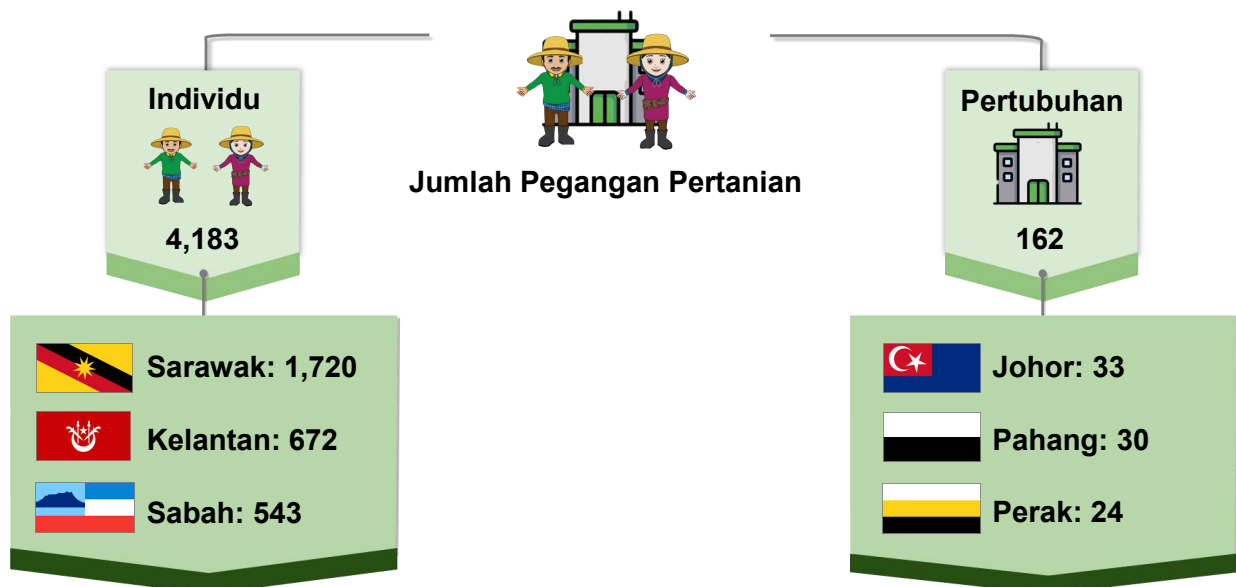 Jumlah Pegangan Pertanian
Individu
4,183
Sarawak: 1,720
Kelantan: 672
Sabah: 543
Pertubuhan
162
Johor: 33
Pahang: 30
Perak: 24